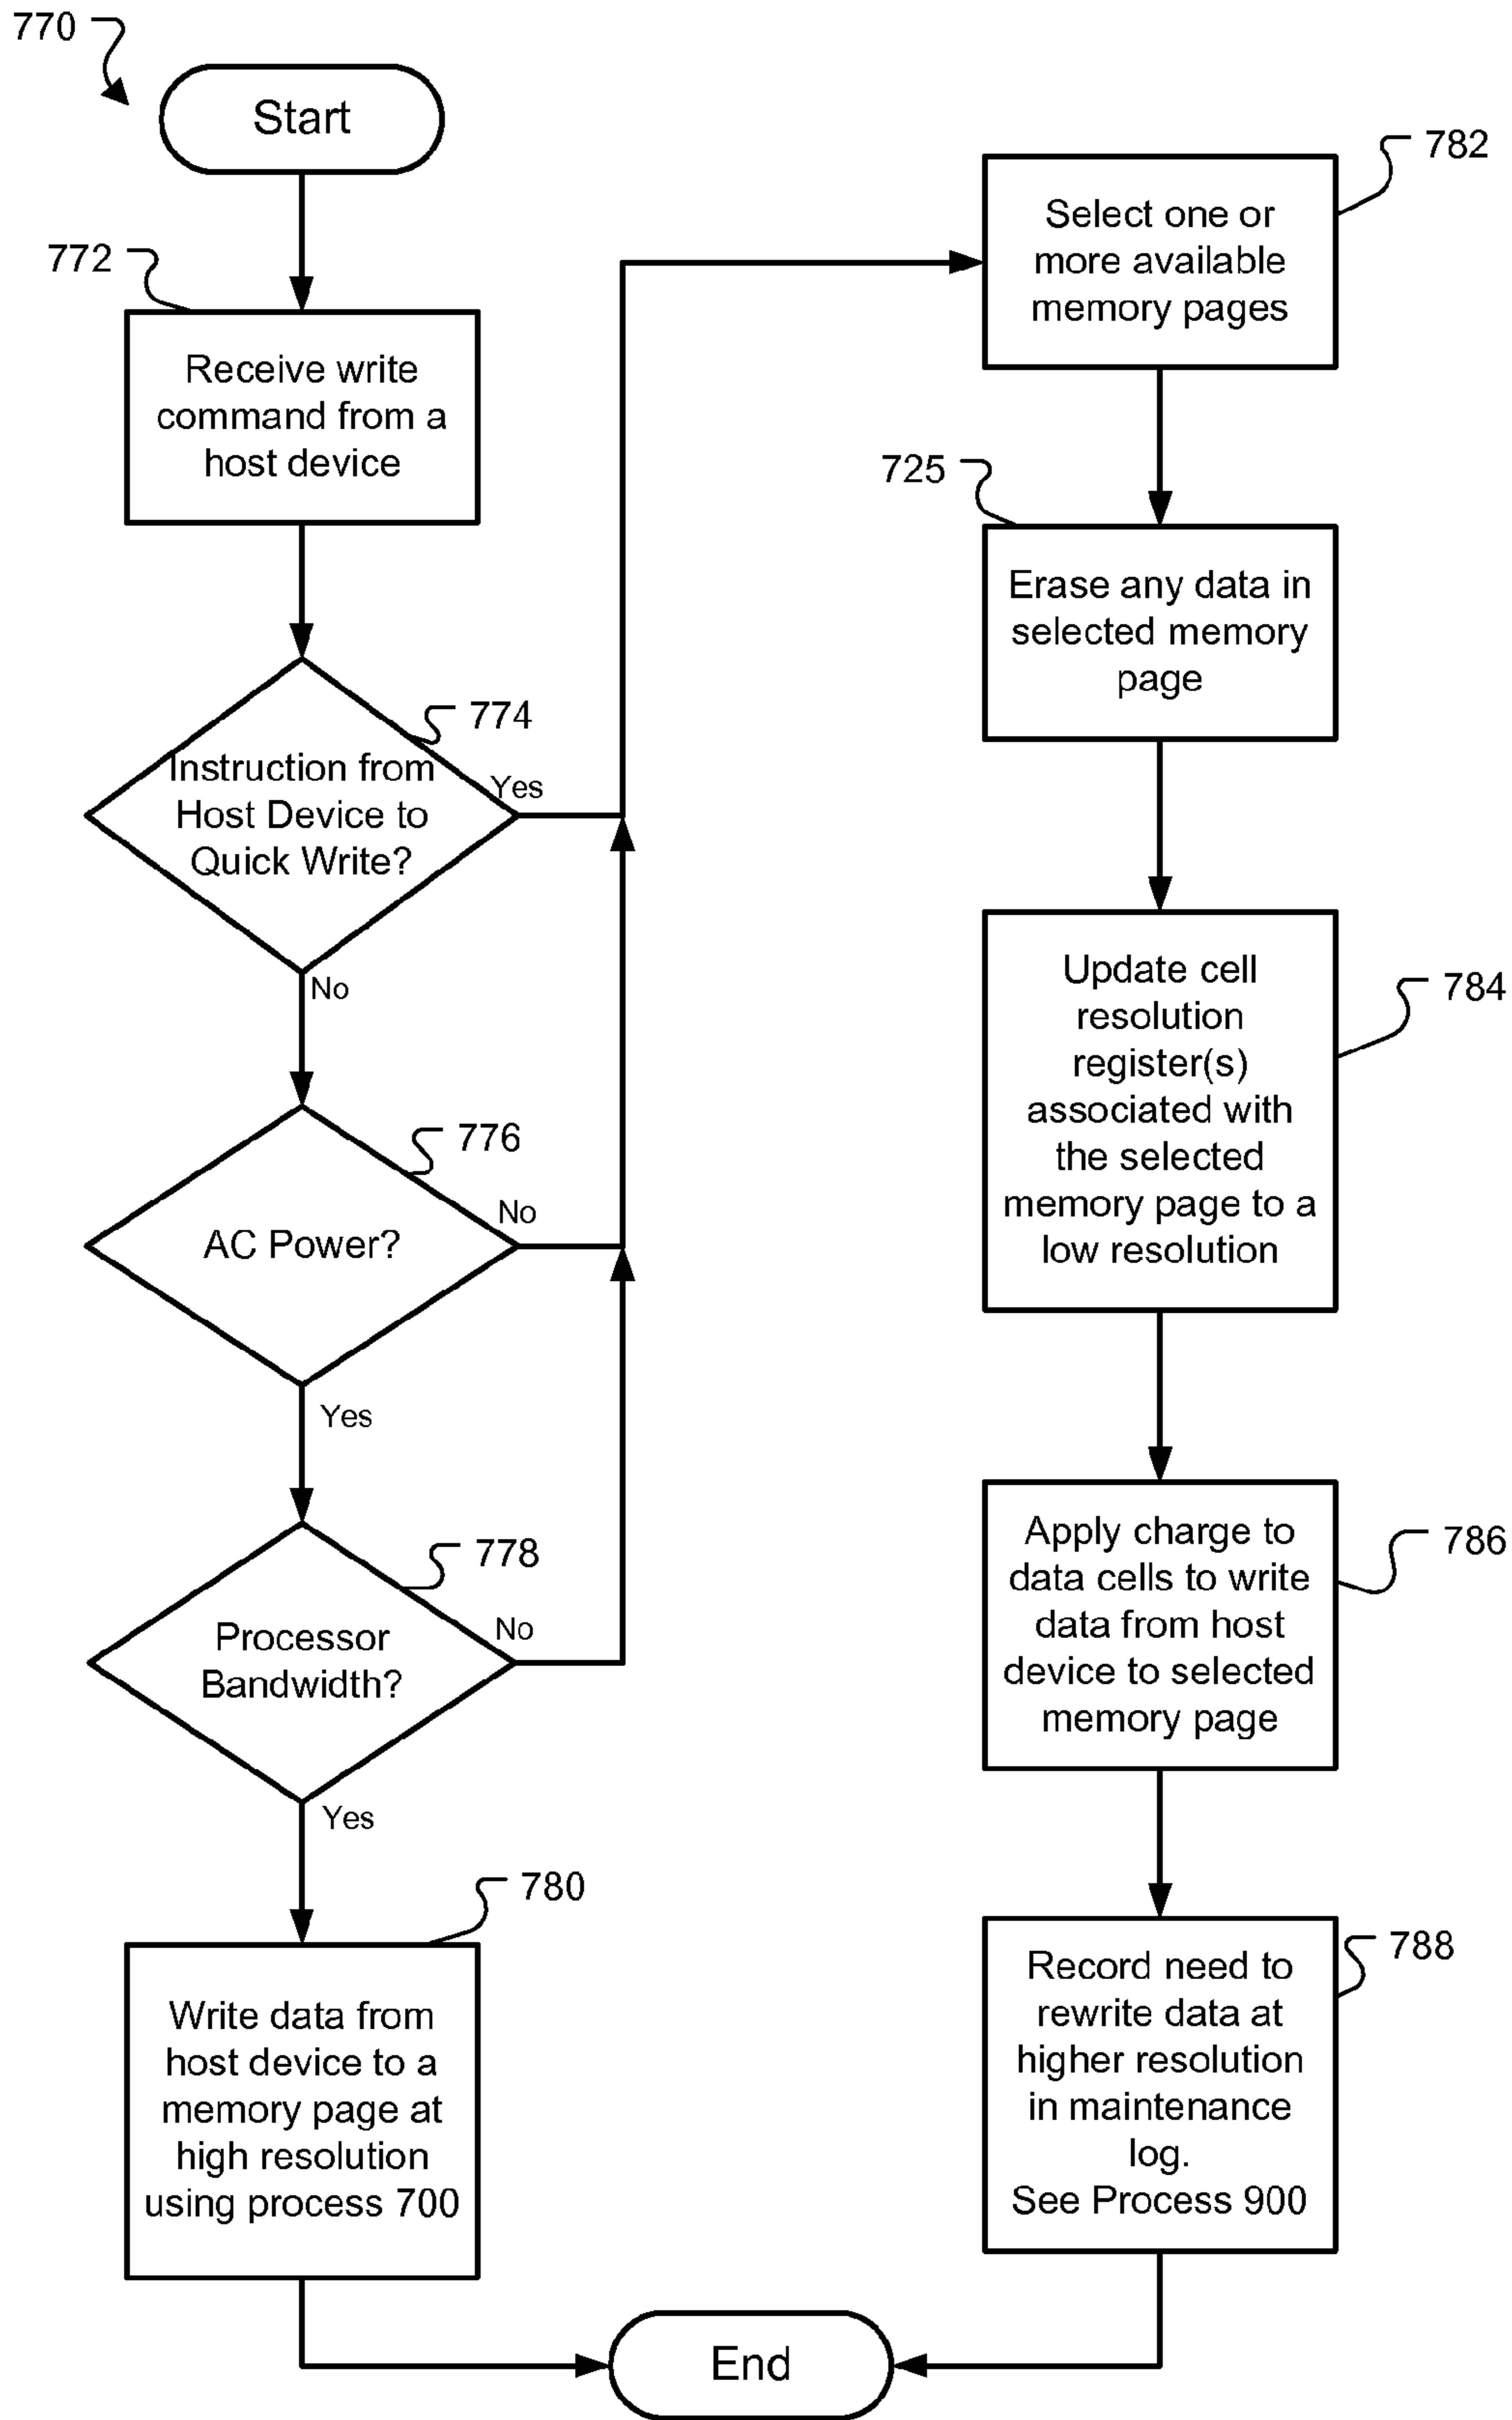 770
Start
772
Receive write
command from a
host device
774
Instruction from
Host Device to
Quick Write?
Yes
No
776
AC Power?
No
Yes
778
Processor
Bandwidth?
No
Yes
780
Write data from
host device to a
memory page at
high resolution
using process 700
782
Select one or
more available
memory pages
725
Erase any data in
selected memory
page
784
Update cell
resolution
register(s)
associated with
the selected
memory page to a
low resolution
786
Apply charge to
data cells to write
data from host
device to selected
memory page
788
Record need to
rewrite data at
higher resolution
in maintenance
log.
See Process 900
End